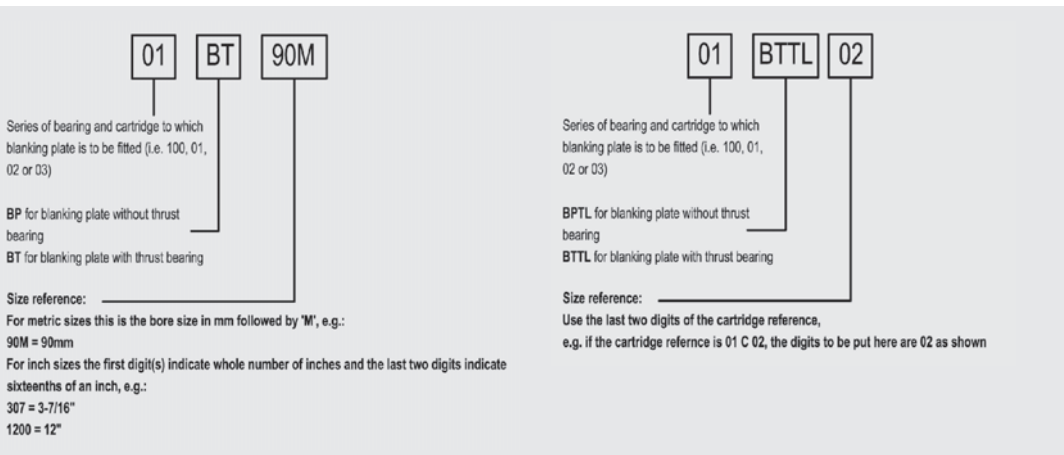 01 BT 90M
Series of bearing and cartridge to which
blanking plate is to be fitted (i.e. 100, 01,
02 or 03)
BP for blanking plate without thrust
bearing
BT for blanking plate with thrust bearing
Size reference:
For metric sizes this is the bore size in mm followed by 'M', e.g.:
90M = 90mm
For inch sizes the first digit(s) indicate whole number of inches and the last two digits indicate
sixteenths of an inch, e.g.:
307 = 3-7/16"
1200 = 12"
01 BTTL 02
Series of bearing and cartridge to which
blanking plate is to be fitted (i.e. 100, 01,
02 or 03)
BPTL for blanking plate without thrust
bearing
BTTL for blanking plate with thrust bearing
Size reference:
Use the last two digits of the cartridge reference,
e.g. if the cartridge refernce is 01 C 02, the digits to be put here are 02 as shown